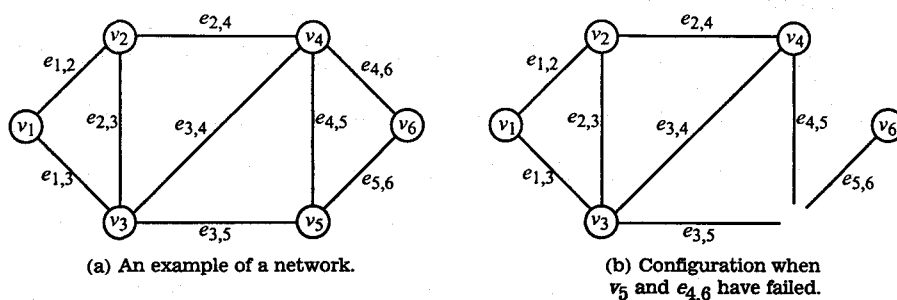 v2 e2,4 v4
e1,2 e4,6
v1 e2,3 e3,4 e4,5 v6
e1,3 e5,6
v3 e3,5 v5
(a) An example of a network.
v2 e2,4 v4
e1,2
v1 e2,3 e3,4 e4,5 v6
e1,3 e5,6
v3 e3,5
(b) Configuration when
v5 and e4,6 have failed.